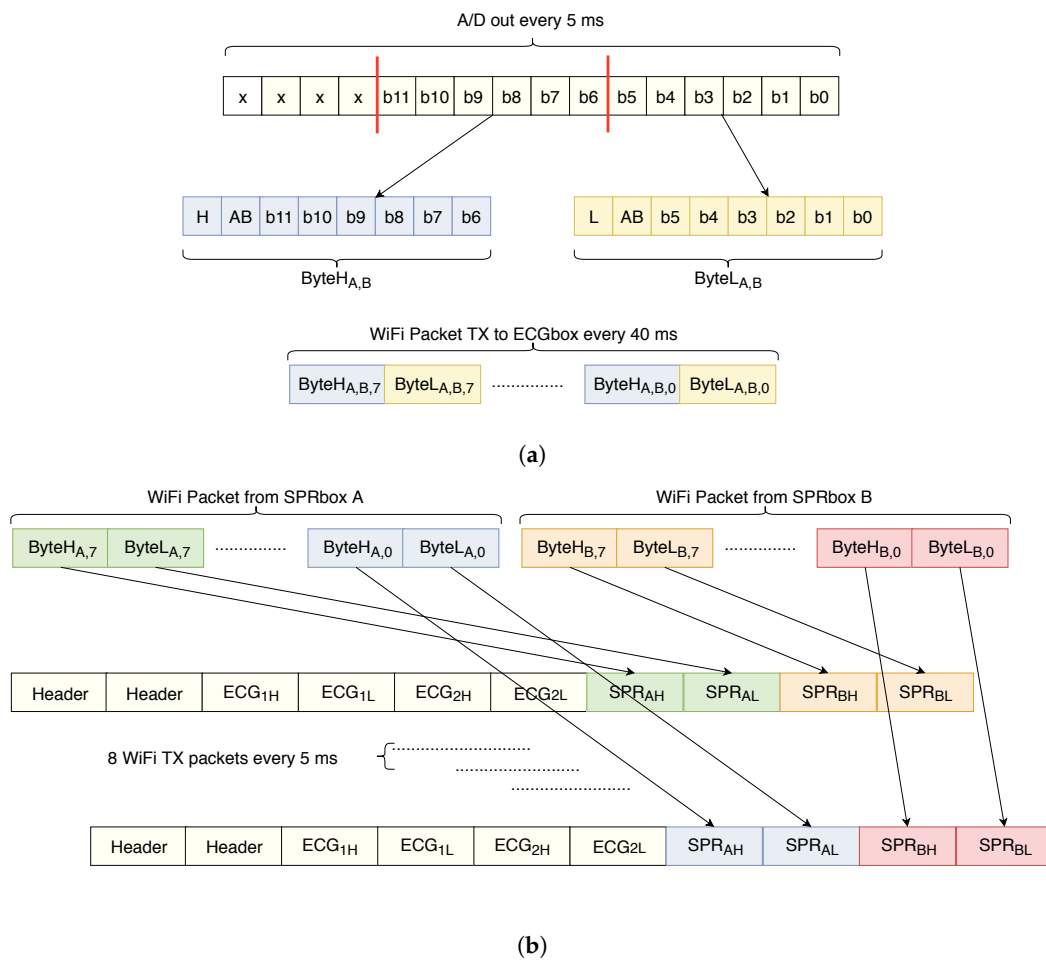 A/D out every 5 ms
x x x x b11 b10 b9 b8 b7 b6 b5 b4 b3 b2 b1 b0
H AB b11 b10 b9 b8 b7 b6 L AB b5 b4 b3 b2 b1 b0
ByteHA,B ByteLA,B
WiFi Packet TX to ECGbox every 40 ms
ByteHA,B,7 ByteLA,B,7 ............... ByteHA,B,0 ByteLA,B,0
(a)
WiFi Packet from SPRbox A WiFi Packet from SPRbox B
ByteHA,7 ByteLA,7 ............... ByteHA,0 ByteLA,0 ByteHB,7 ByteLB,7 ............... ByteHB,0 ByteLB,0
Header Header ECG1H ECG1L ECG2H ECG2L SPRAH SPRAL SPRBH SPRBL
8 WiFi TX packets every 5 ms
Header Header ECG1H ECG1L ECG2H ECG2L SPRAH SPRAL SPRBH SPRBL
(b)